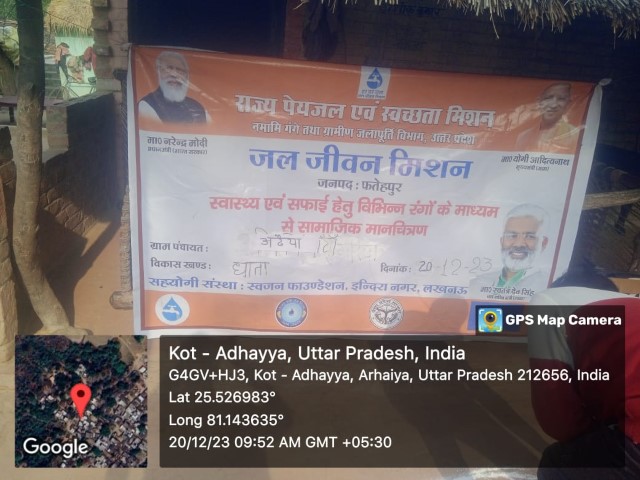 राज्य पेयजल एवं स्वच्छता मिशन
नमामि गंगे तथा ग्रामीण जलापूर्ति विभाग, उत्तर प्रदेश
मा० नरेन्द्र मोदी
मा० योगी आदित्यनाथ
जल जीवन मिशन
जनपद : फतेहपुर
स्वास्थ्य एवं सफाई हेतु विभिन्न रंगों के माध्यम
से सामाजिक मानचित्रण
ग्राम पंचायत :
विकास खण्ड : धाता
दिनांक : 20-12-23
सहयोगी संस्था : स्वजन फाउण्डेशन, इन्दिरा नगर, लखनऊ
GPS Map Camera
Kot - Adhayya, Uttar Pradesh, India
G4GV+HJ3, Kot - Adhayya, Arhaiya, Uttar Pradesh 212656, India
Lat 25.526983°
Long 81.143635°
20/12/23 09:52 AM GMT +05:30
Google